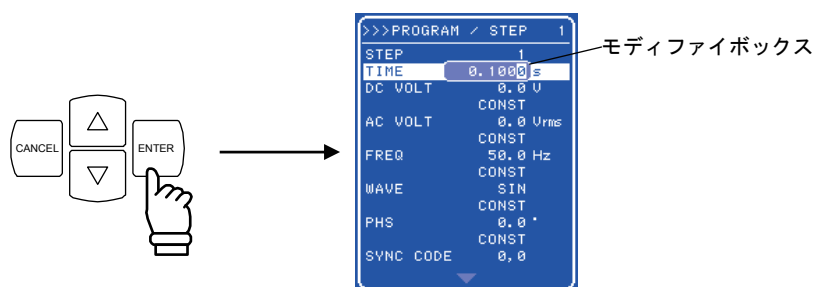 CANCEL
ENTER
>>>PROGRAM / STEP 1
STEP 1
TIME 0.1000 s
DC VOLT 0.0 V
CONST
AC VOLT 0.0 Vrms
CONST
FREQ 50.0 Hz
CONST
WAVE SIN
CONST
PHS 0.0 °
CONST
SYNC CODE 0,0
モディファイボックス